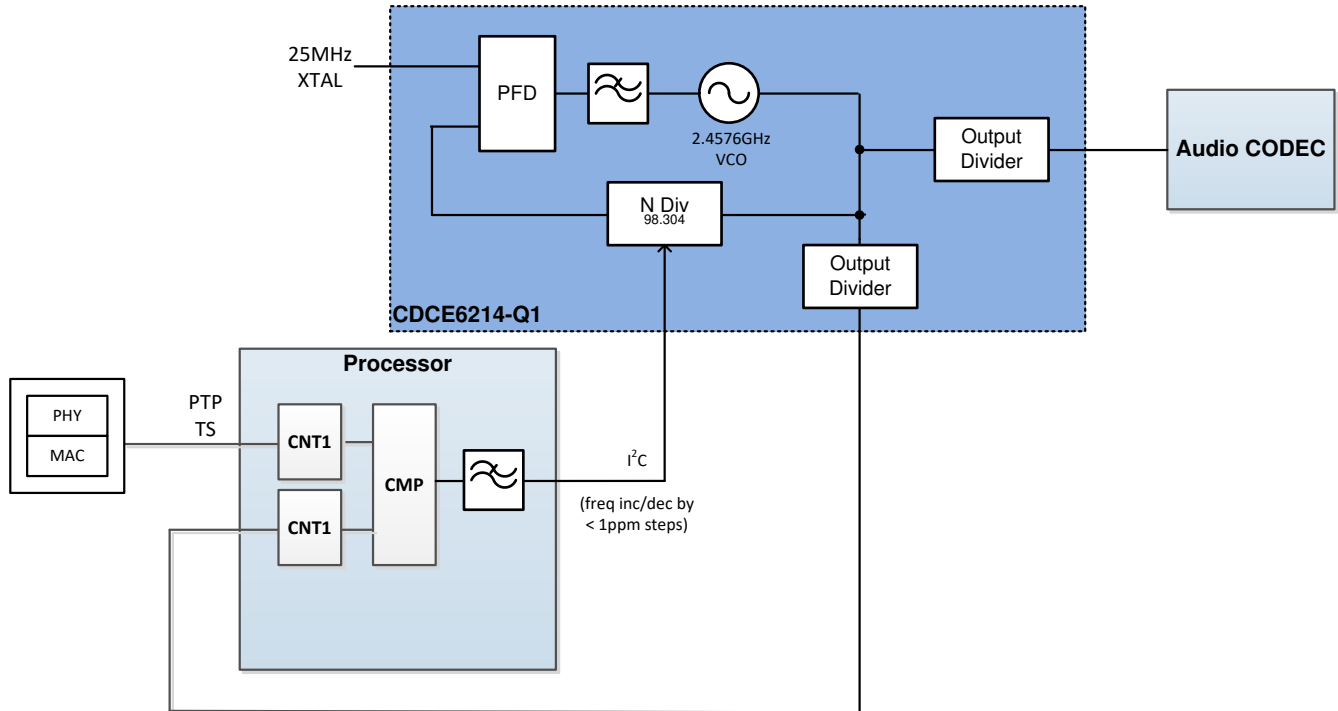 25MHz
XTAL
PFD
2.4576GHz
VCO
N Div
98.304
Output
Divider
Output
Divider
Audio CODEC
CDCE6214-Q1
Processor
PHY
MAC
PTP
TS
CNT1
CNT1
CMP
I²C
(freq inc/dec by
< 1ppm steps)